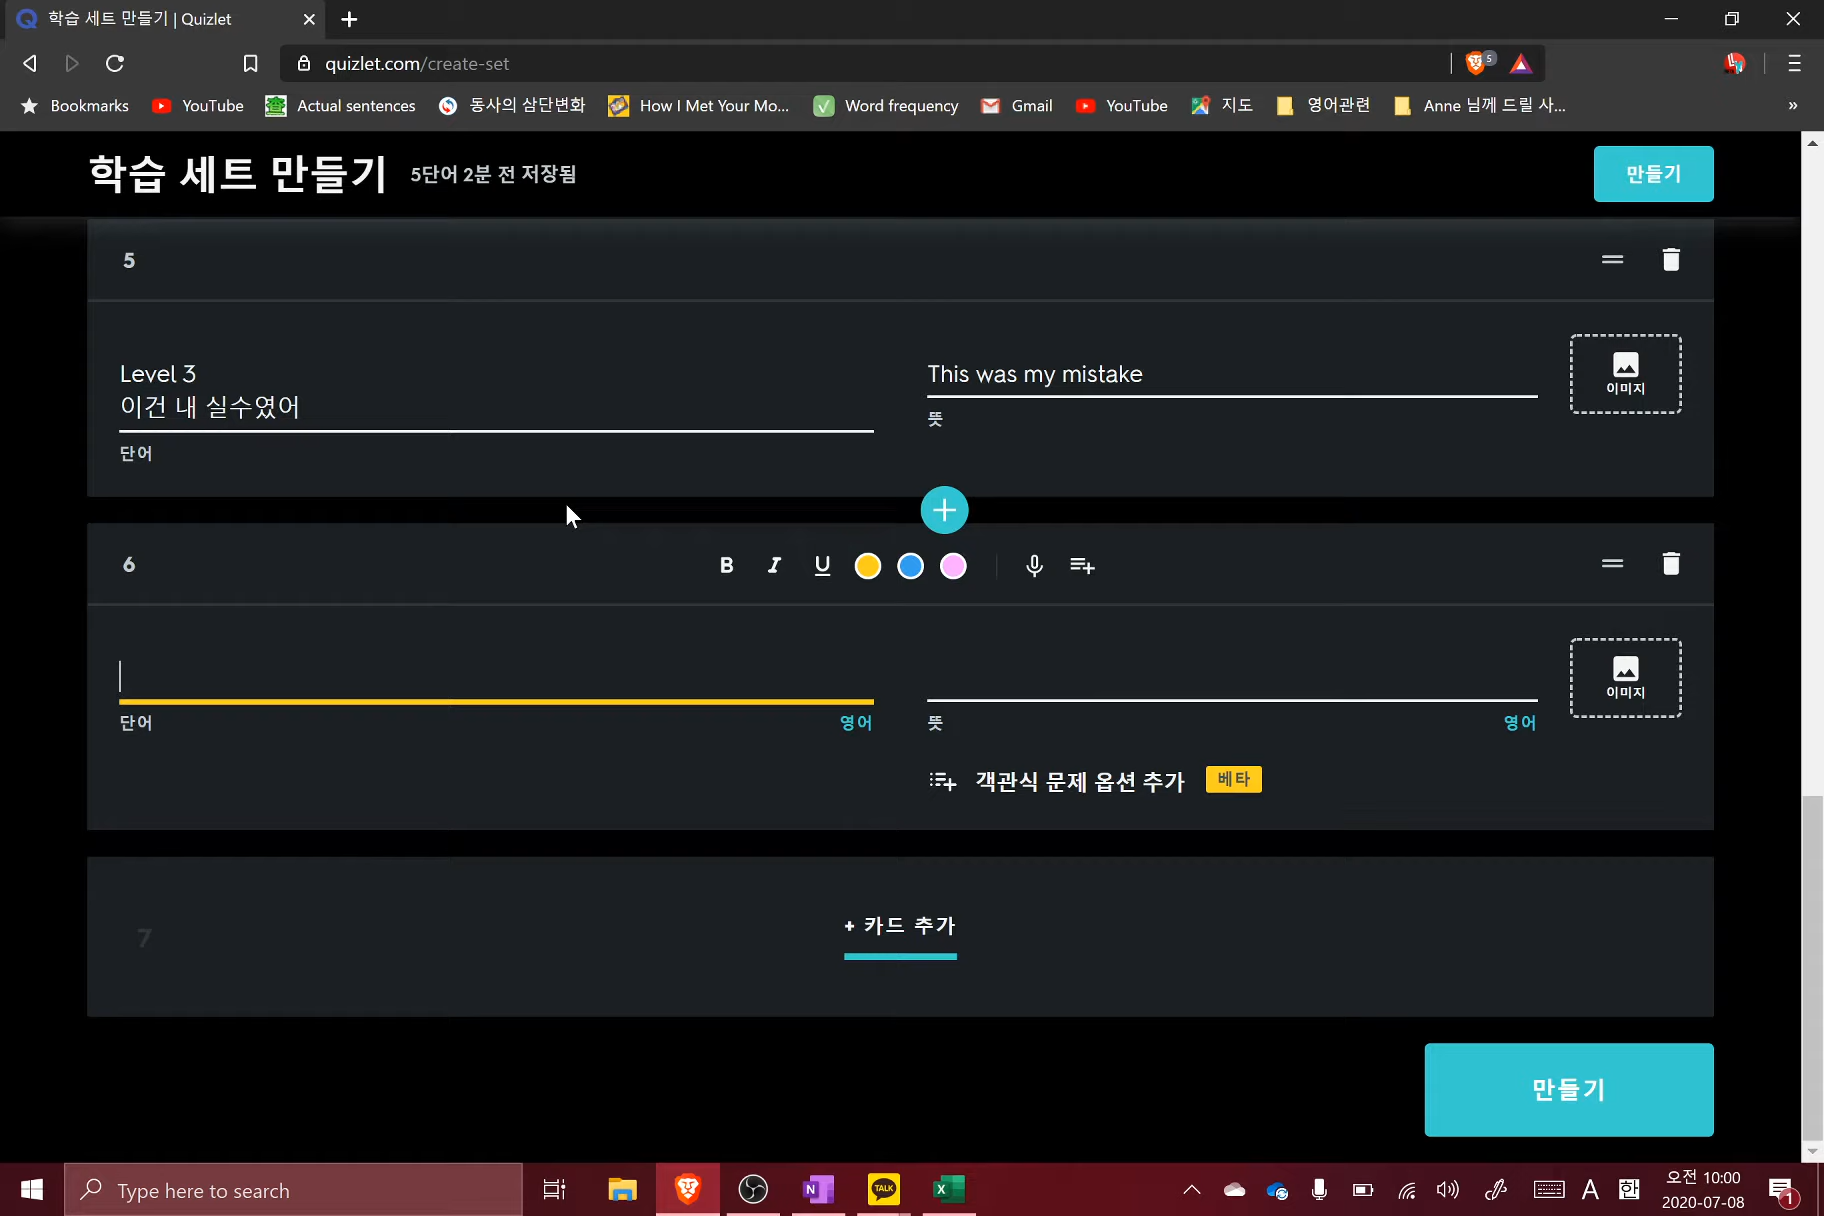 학습 세트 만들기 | Quizlet
quizlet.com/create-set
5
Bookmarks
YouTube
Actual sentences
동사의 삼단변화
How I Met Your Mo...
Word frequency
Gmail
YouTube
지도
영어관련
Anne 님께 드릴 사...
»
학습 세트 만들기
5단어 2분 전 저장됨
만들기
5
Level 3
이건 내 실수였어
단어
This was my mistake
뜻
이미지
6
B I U
단어
영어
뜻
영어
이미지
객관식 문제 옵션 추가
베타
7
+ 카드 추가
만들기
Type here to search
N
TALK
X
A
한
오전 10:00
2020-07-08
1